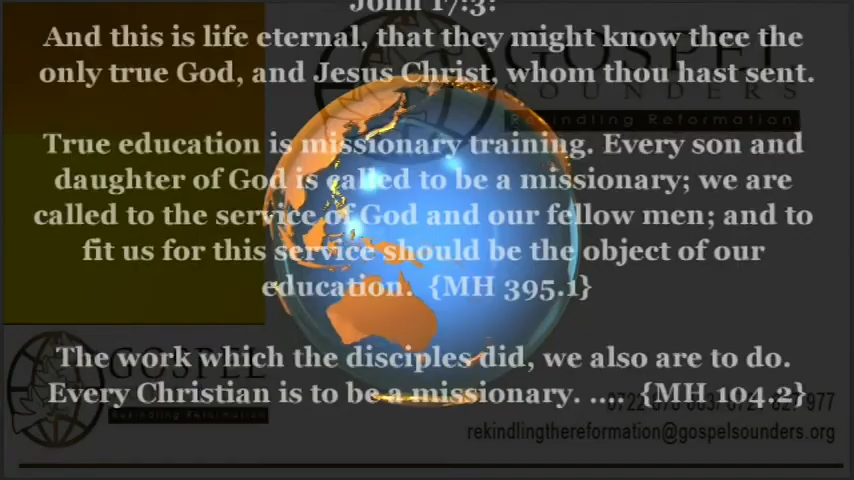 John 17:3:
And this is life eternal, that they might know thee the
only true God, and Jesus Christ, whom thou hast sent.
GOSPEL
SOUNDERS
Rekindling Reformation
True education is missionary training. Every son and
daughter of God is called to be a missionary; we are
called to the service of God and our fellow men; and to
fit us for this service should be the object of our
education. {MH 395.1}
The work which the disciples did, we also are to do.
GOSPEL
Every Christian is to be a missionary. .... {MH 104.2}
Rekindling Reformation
977
rekindlingthereformation@gospelsounders.org